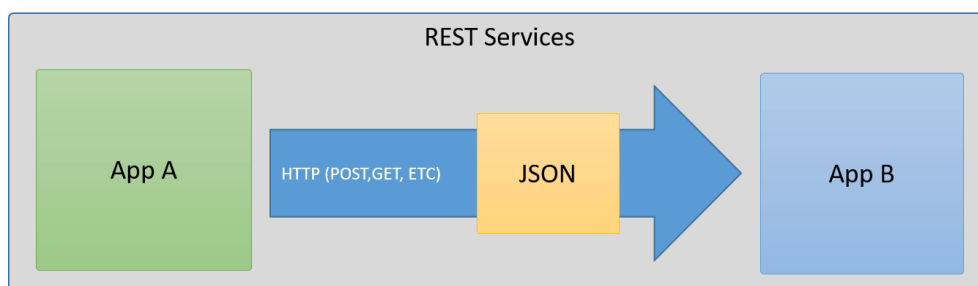 REST Services
App A
HTTP (POST,GET, ETC)
JSON
App B